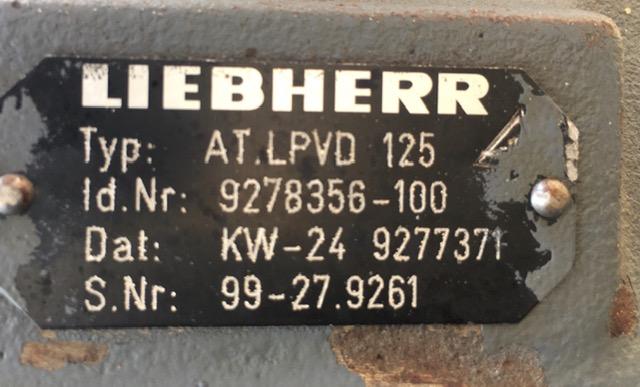 LIEBHERR
Typ: AT.LPVD 125
Id.Nr: 9278356-100
Dat: KW-24 9277371
S.Nr: 99-27.9261